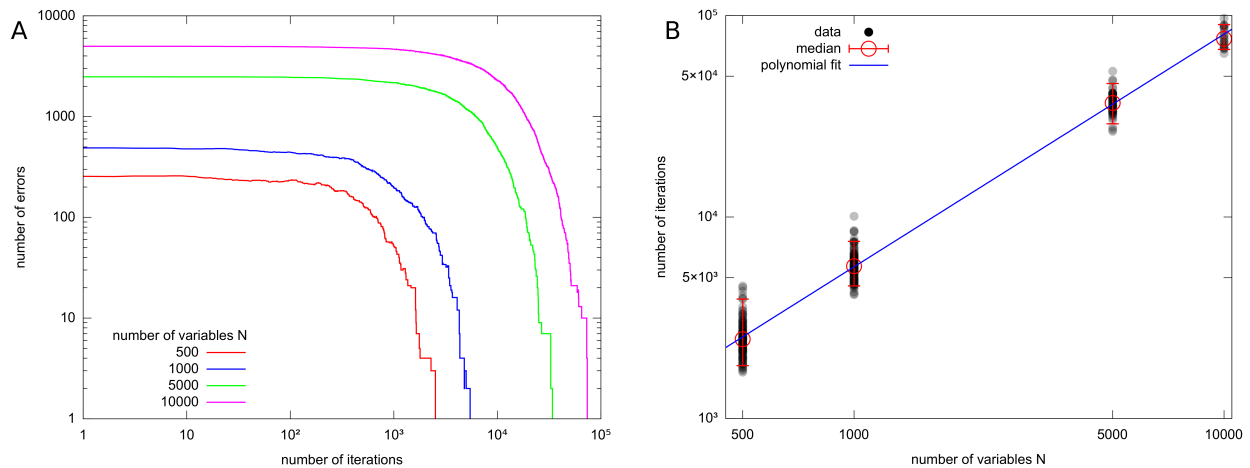 A
10000
1000
100
10
1
number of errors
number of variables N
500
1000
5000
10000
1
10
10²
10³
10⁴
10⁵
number of iterations
B
10⁵
5×10⁴
10⁴
5×10³
10³
number of iterations
data
median
polynomial fit
500
1000
5000
10000
number of variables N